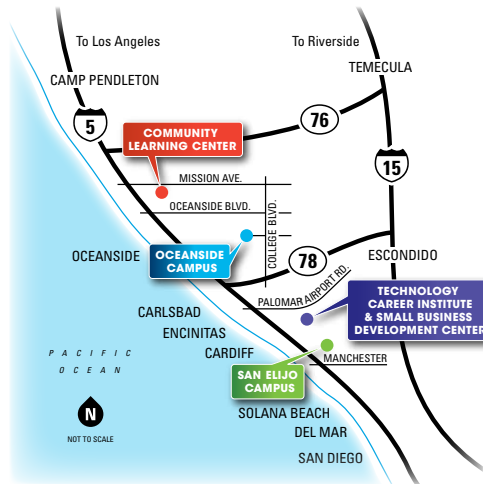 To Los Angeles
To Riverside
TEMECULA
CAMP PENDLETON
5
76
COMMUNITY
LEARNING CENTER
15
MISSION AVE.
OCEANSIDE BLVD.
COLLEGE BLVD.
OCEANSIDE
OCEANSIDE
CAMPUS
78
ESCONDIDO
PALOMAR AIRPORT RD.
TECHNOLOGY
CAREER INSTITUTE
& SMALL BUSINESS
DEVELOPMENT CENTER
CARLSBAD
ENCINITAS
CARDIFF
PACIFIC
OCEAN
MANCHESTER
SAN ELIJO
CAMPUS
N
NOT TO SCALE
SOLANA BEACH
DEL MAR
SAN DIEGO